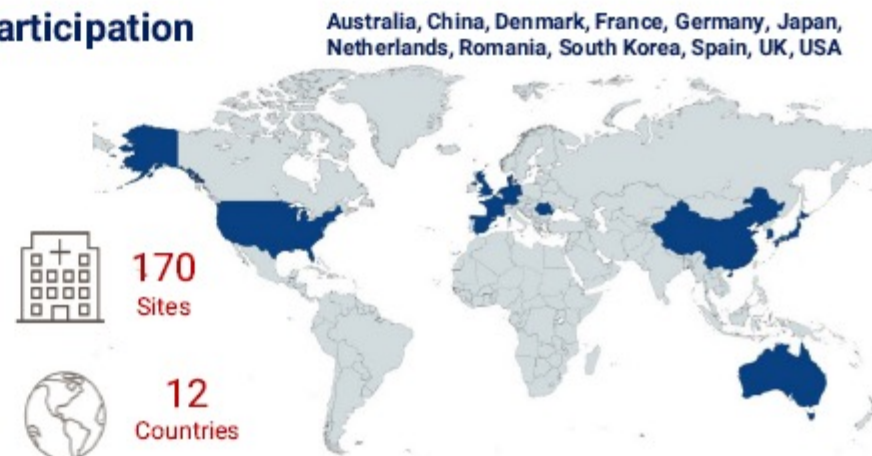 articipation
Australia, China, Denmark, France, Germany, Japan,
Netherlands, Romania, South Korea, Spain, UK, USA
170
Sites
12
Countries